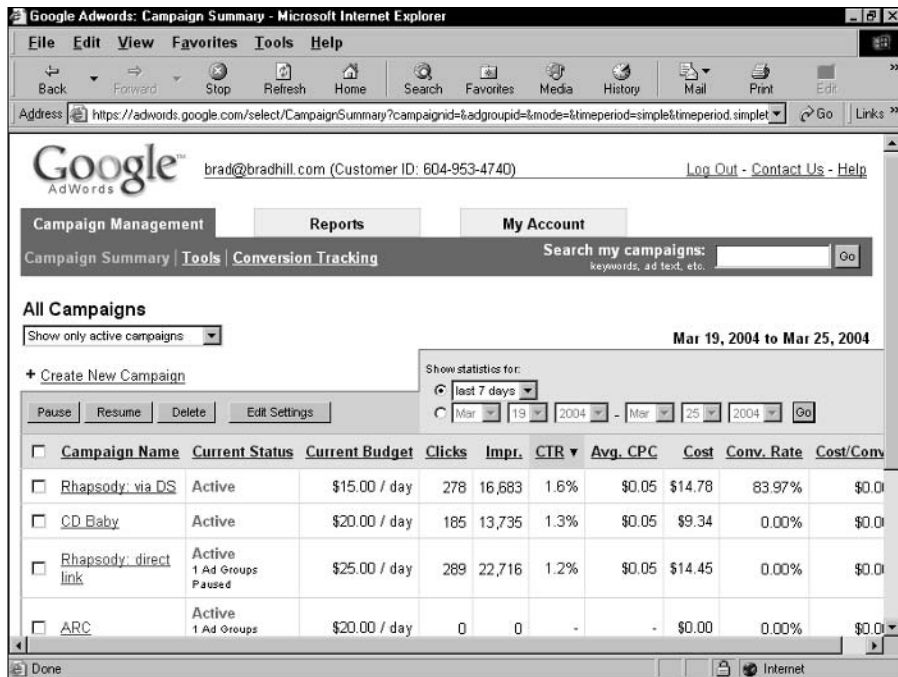 Google Adwords: Campaign Summary - Microsoft Internet Explorer
File Edit View Favorites Tools Help
Back Forward Stop Refresh Home Search Favorites Media History Mail Print Edit »
Address https://adwords.google.com/select/CampaignSummary?campaignid=&adgroupid=&mode=&timeperiod=simple&timeperiod.simplet Go Links »
Google™
AdWords
brad@bradhill.com (Customer ID: 604-953-4740) Log Out - Contact Us - Help
Campaign Management Reports My Account
Campaign Summary | Tools | Conversion Tracking Search my campaigns: Go
keywords, ad text, etc.
All Campaigns
Show only active campaigns Mar 19, 2004 to Mar 25, 2004
+ Create New Campaign
Show statistics for:
last 7 days
Pause Resume Delete Edit Settings Mar 19 2004 - Mar 25 2004 Go
Campaign Name Current Status Current Budget Clicks Impr. CTR ▼ Avg. CPC Cost Conv. Rate Cost/Conv
Rhapsody: via DS Active $15.00 / day 278 16,683 1.6% $0.05 $14.78 83.97% $0.0
CD Baby Active $20.00 / day 185 13,735 1.3% $0.05 $9.34 0.00% $0.0
Rhapsody: direct link Active 1 Ad Groups Paused $25.00 / day 289 22,716 1.2% $0.05 $14.45 0.00% $0.0
ARC Active 1 Ad Groups $20.00 / day 0 0 - - $0.00 0.00% $0.0
Done Internet